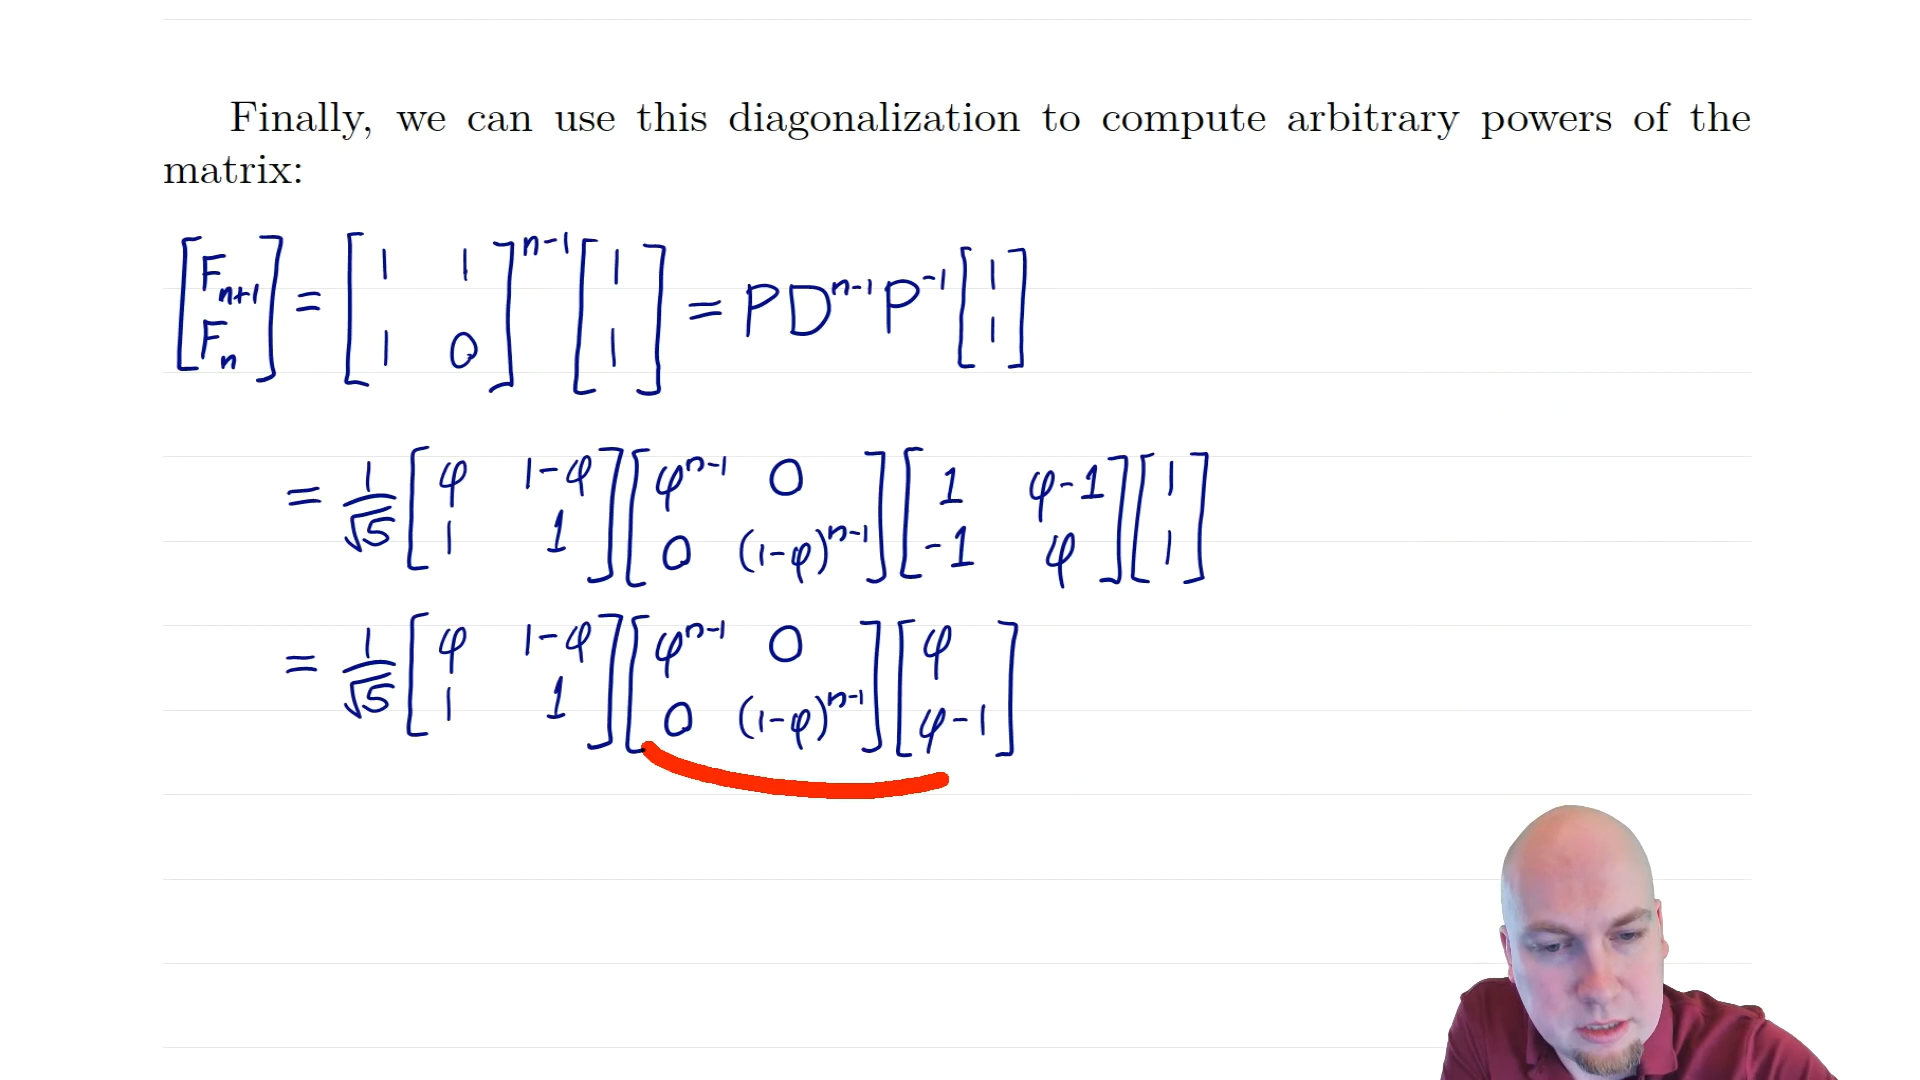 Finally, we can use this diagonalization to compute arbitrary powers of the
matrix:
[F_{n+1}; F_n] = [1 1; 1 0]^{n-1} [1; 1] = PD^{n-1}P^{-1} [1; 1]
= 1/√5 [φ 1-φ; 1 1] [φ^{n-1} 0; 0 (1-φ)^{n-1}] [1 φ-1; -1 φ] [1; 1]
= 1/√5 [φ 1-φ; 1 1] [φ^{n-1} 0; 0 (1-φ)^{n-1}] [φ; φ-1]